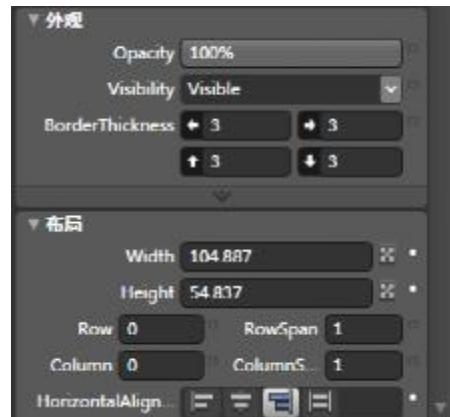 外观
Opacity 100%
Visibility Visible
BorderThickness 3 3
3 3
布局
Width 104.887
Height 54.837
Row 0 RowSpan 1
Column 0 ColumnS... 1
HorizontalAlign...